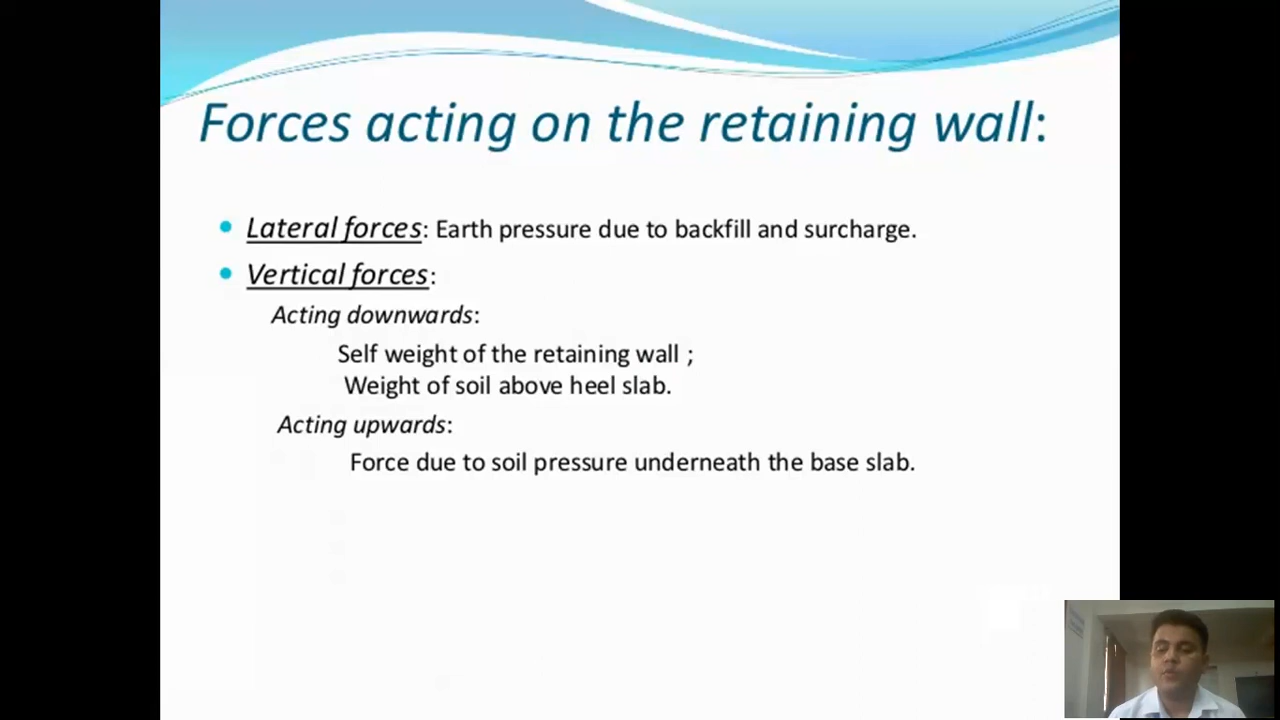 Forces acting on the retaining wall:
Lateral forces: Earth pressure due to backfill and surcharge.
Vertical forces:
Acting downwards:
Self weight of the retaining wall ;
Weight of soil above heel slab.
Acting upwards:
Force due to soil pressure underneath the base slab.